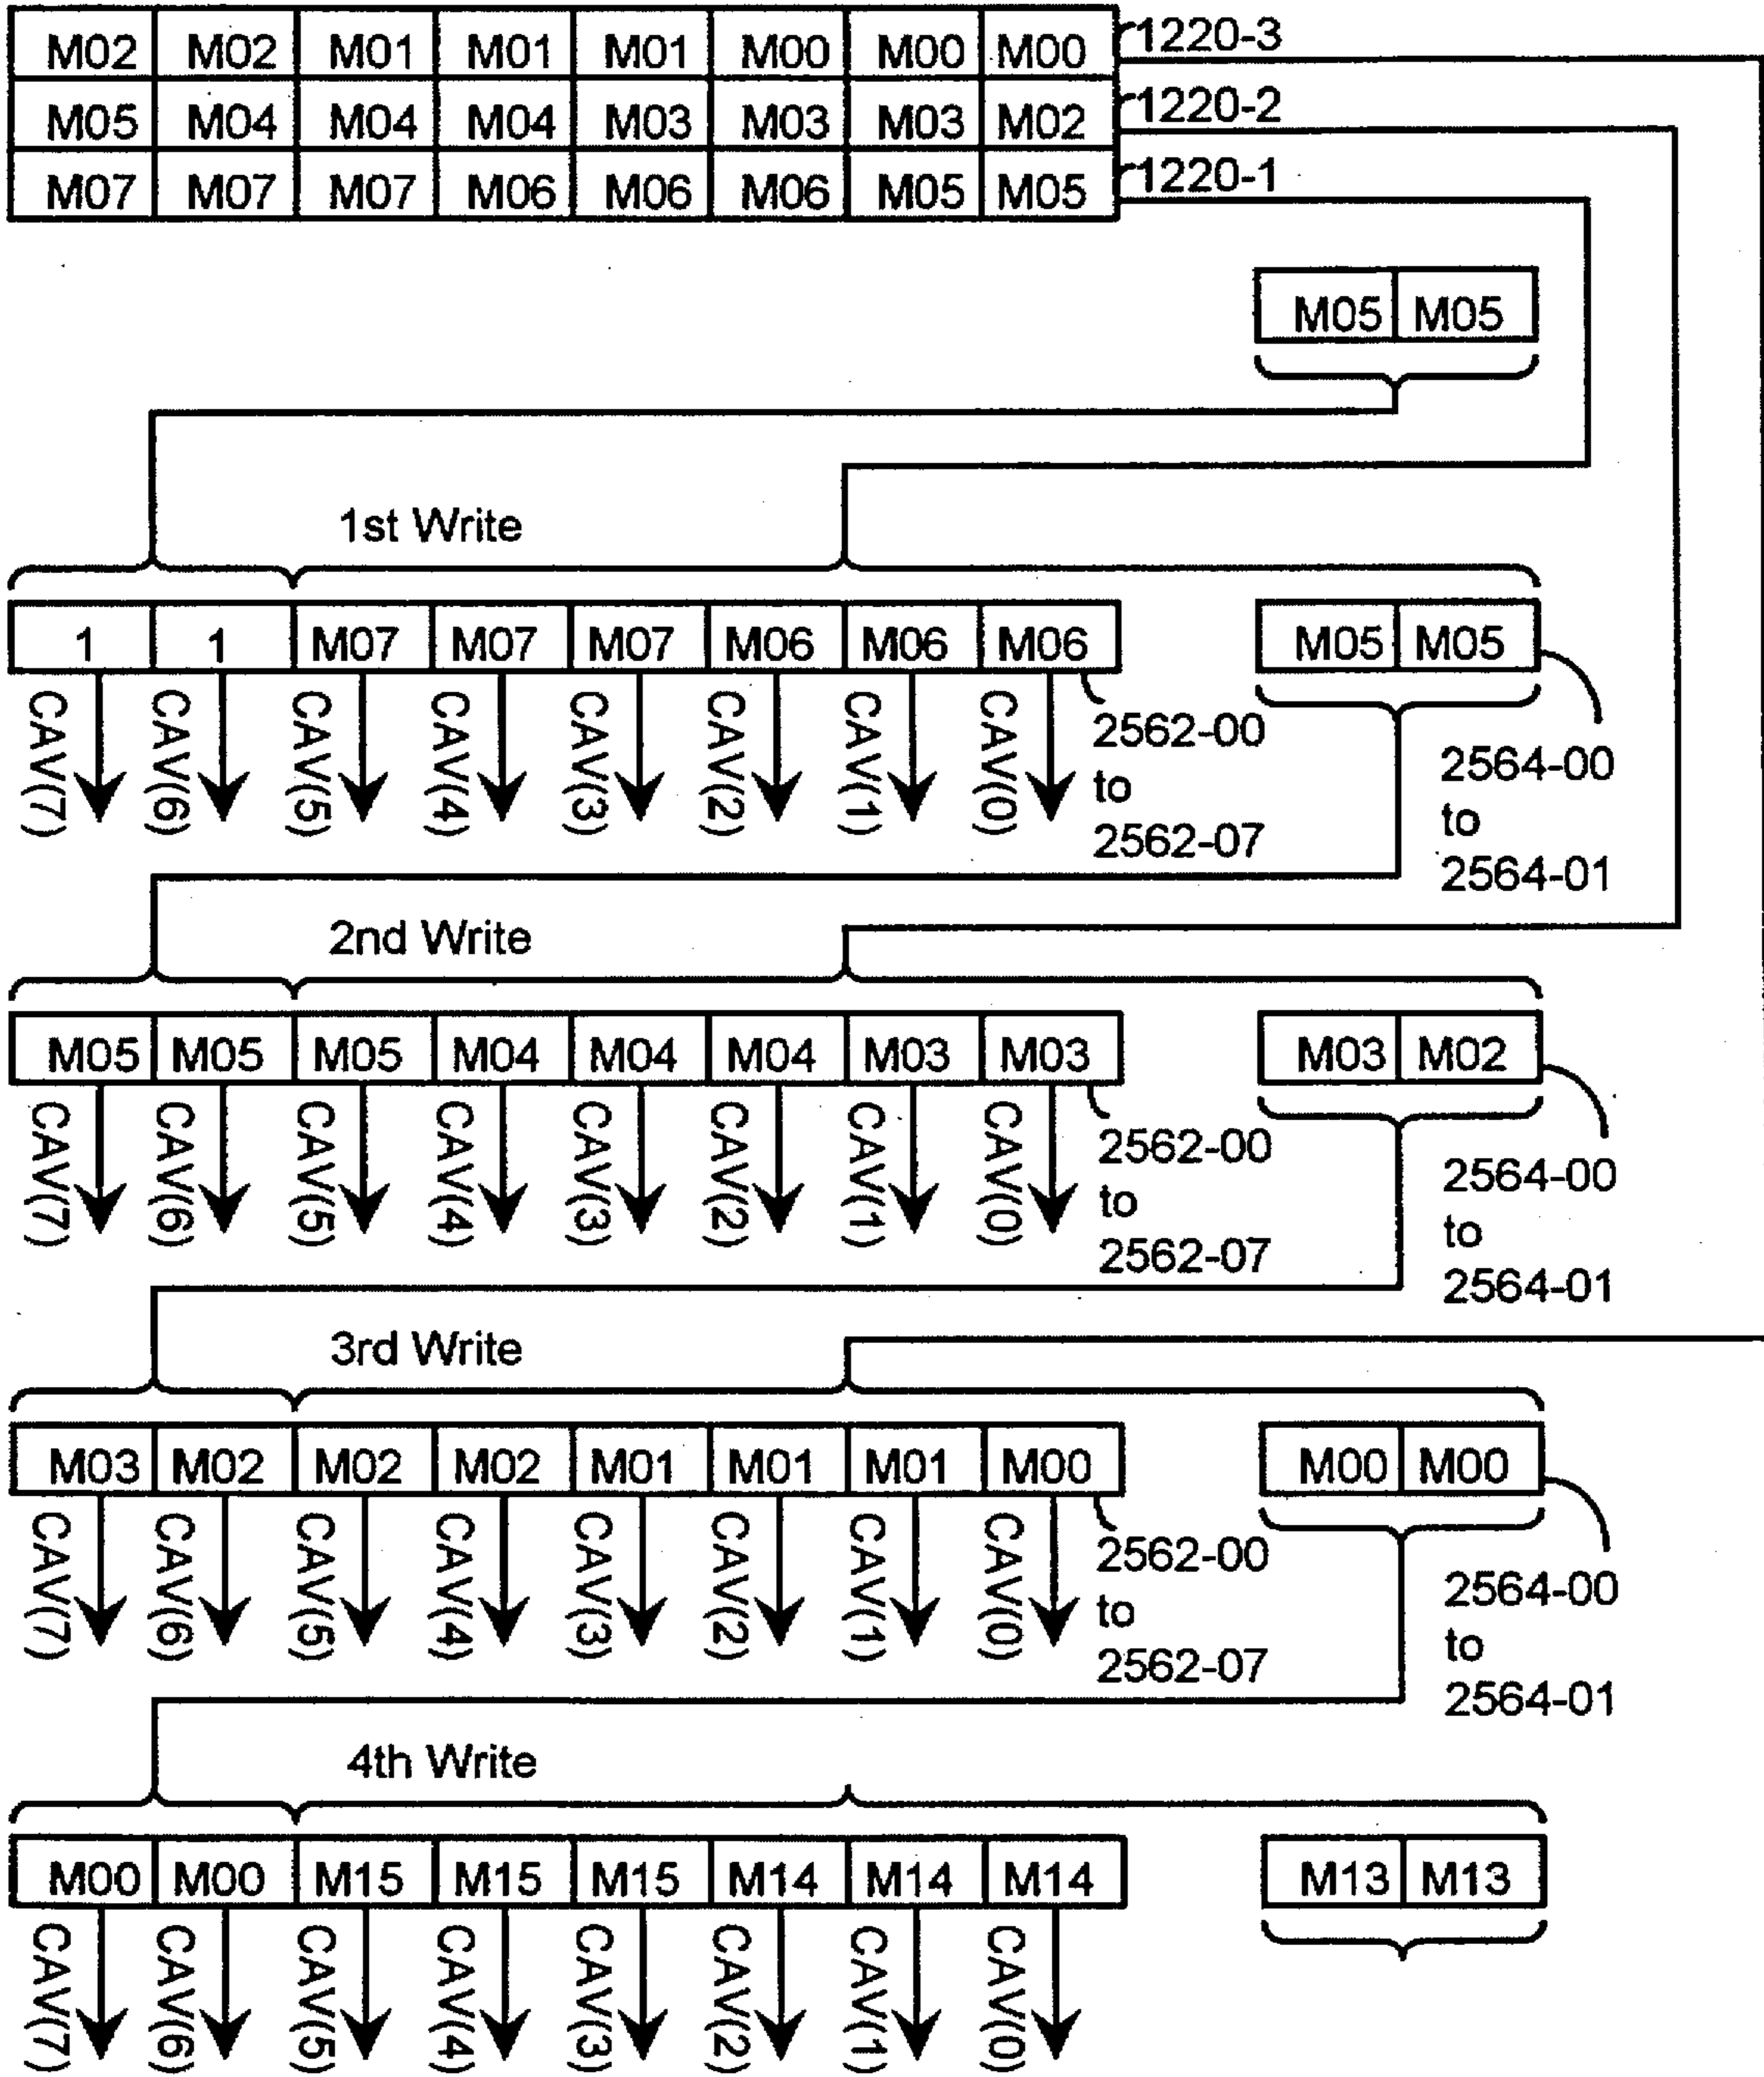 M02 M02 M01 M01 M01 M00 M00 M00 1220-3
M05 M04 M04 M04 M03 M03 M03 M02 1220-2
M07 M07 M07 M06 M06 M06 M05 M05 1220-1
M05 M05
1st Write
1 1 M07 M07 M07 M06 M06 M06 M05 M05
CAV(7) CAV(6) CAV(5) CAV(4) CAV(3) CAV(2) CAV(1) CAV(0)
2562-00
to
2562-07
2564-00
to
2564-01
2nd Write
M05 M05 M05 M04 M04 M04 M03 M03 M03 M02
CAV(7) CAV(6) CAV(5) CAV(4) CAV(3) CAV(2) CAV(1) CAV(0)
2562-00
to
2562-07
2564-00
to
2564-01
3rd Write
M03 M02 M02 M02 M01 M01 M01 M00 M00 M00
CAV(7) CAV(6) CAV(5) CAV(4) CAV(3) CAV(2) CAV(1) CAV(0)
2562-00
to
2562-07
2564-00
to
2564-01
4th Write
M00 M00 M15 M15 M15 M14 M14 M14 M13 M13
CAV(7) CAV(6) CAV(5) CAV(4) CAV(3) CAV(2) CAV(1) CAV(0)